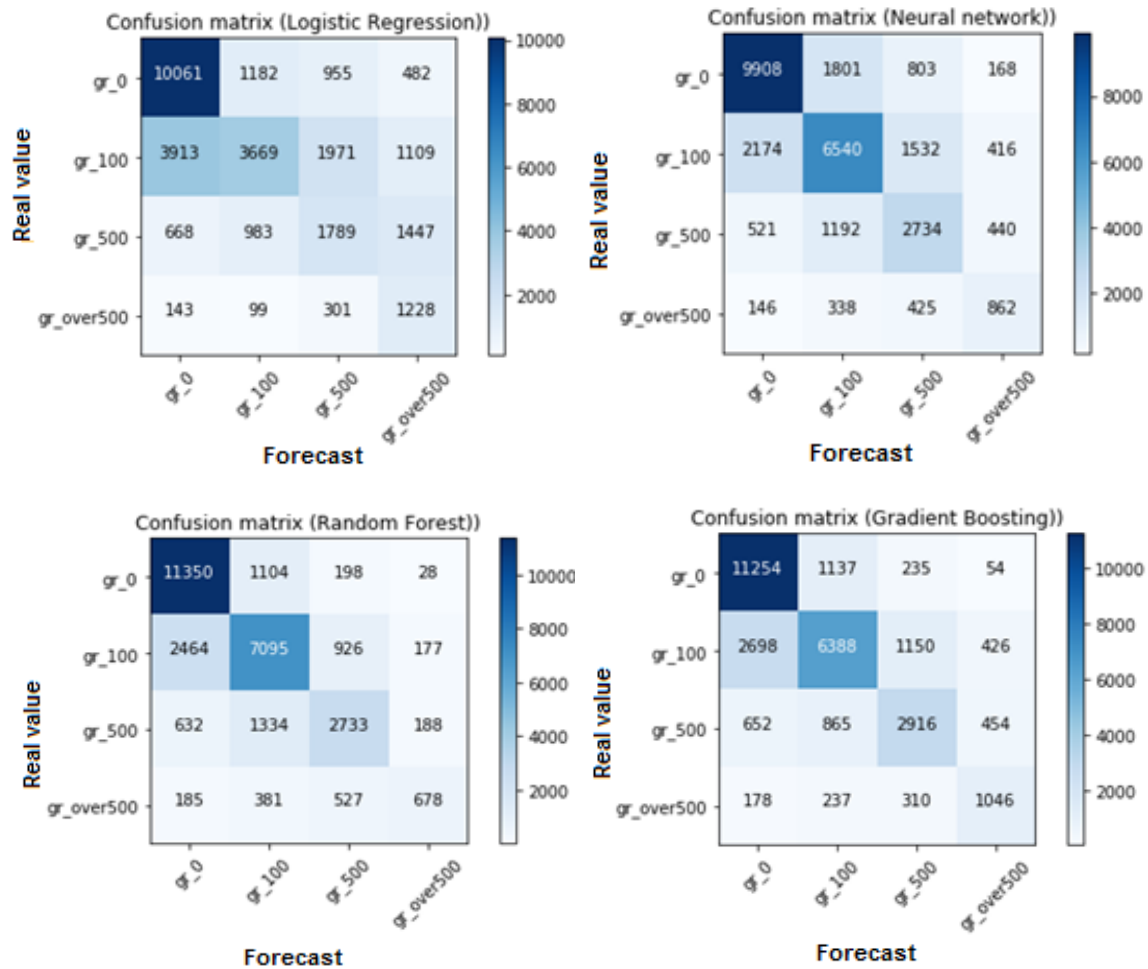 Confusion matrix (Logistic Regression))
Real value
gr_0
gr_100
gr_500
gr_over500
10061 1182 955 482
3913 3669 1971 1109
668 983 1789 1447
143 99 301 1228
gr_0 gr_100 gr_500 gr_over500
Forecast
10000
8000
6000
4000
2000
Confusion matrix (Neural network))
Real value
gr_0
gr_100
gr_500
gr_over500
9908 1801 803 168
2174 6540 1532 416
521 1192 2734 440
146 338 425 862
gr_0 gr_100 gr_500 gr_over500
Forecast
8000
6000
4000
2000
Confusion matrix (Random Forest))
Real value
gr_0
gr_100
gr_500
gr_over500
11350 1104 198 28
2464 7095 926 177
632 1334 2733 188
185 381 527 678
gr_0 gr_100 gr_500 gr_over500
Forecast
10000
8000
6000
4000
2000
Confusion matrix (Gradient Boosting))
Real value
gr_0
gr_100
gr_500
gr_over500
11254 1137 235 54
2698 6388 1150 426
652 865 2916 454
178 237 310 1046
gr_0 gr_100 gr_500 gr_over500
Forecast
10000
8000
6000
4000
2000